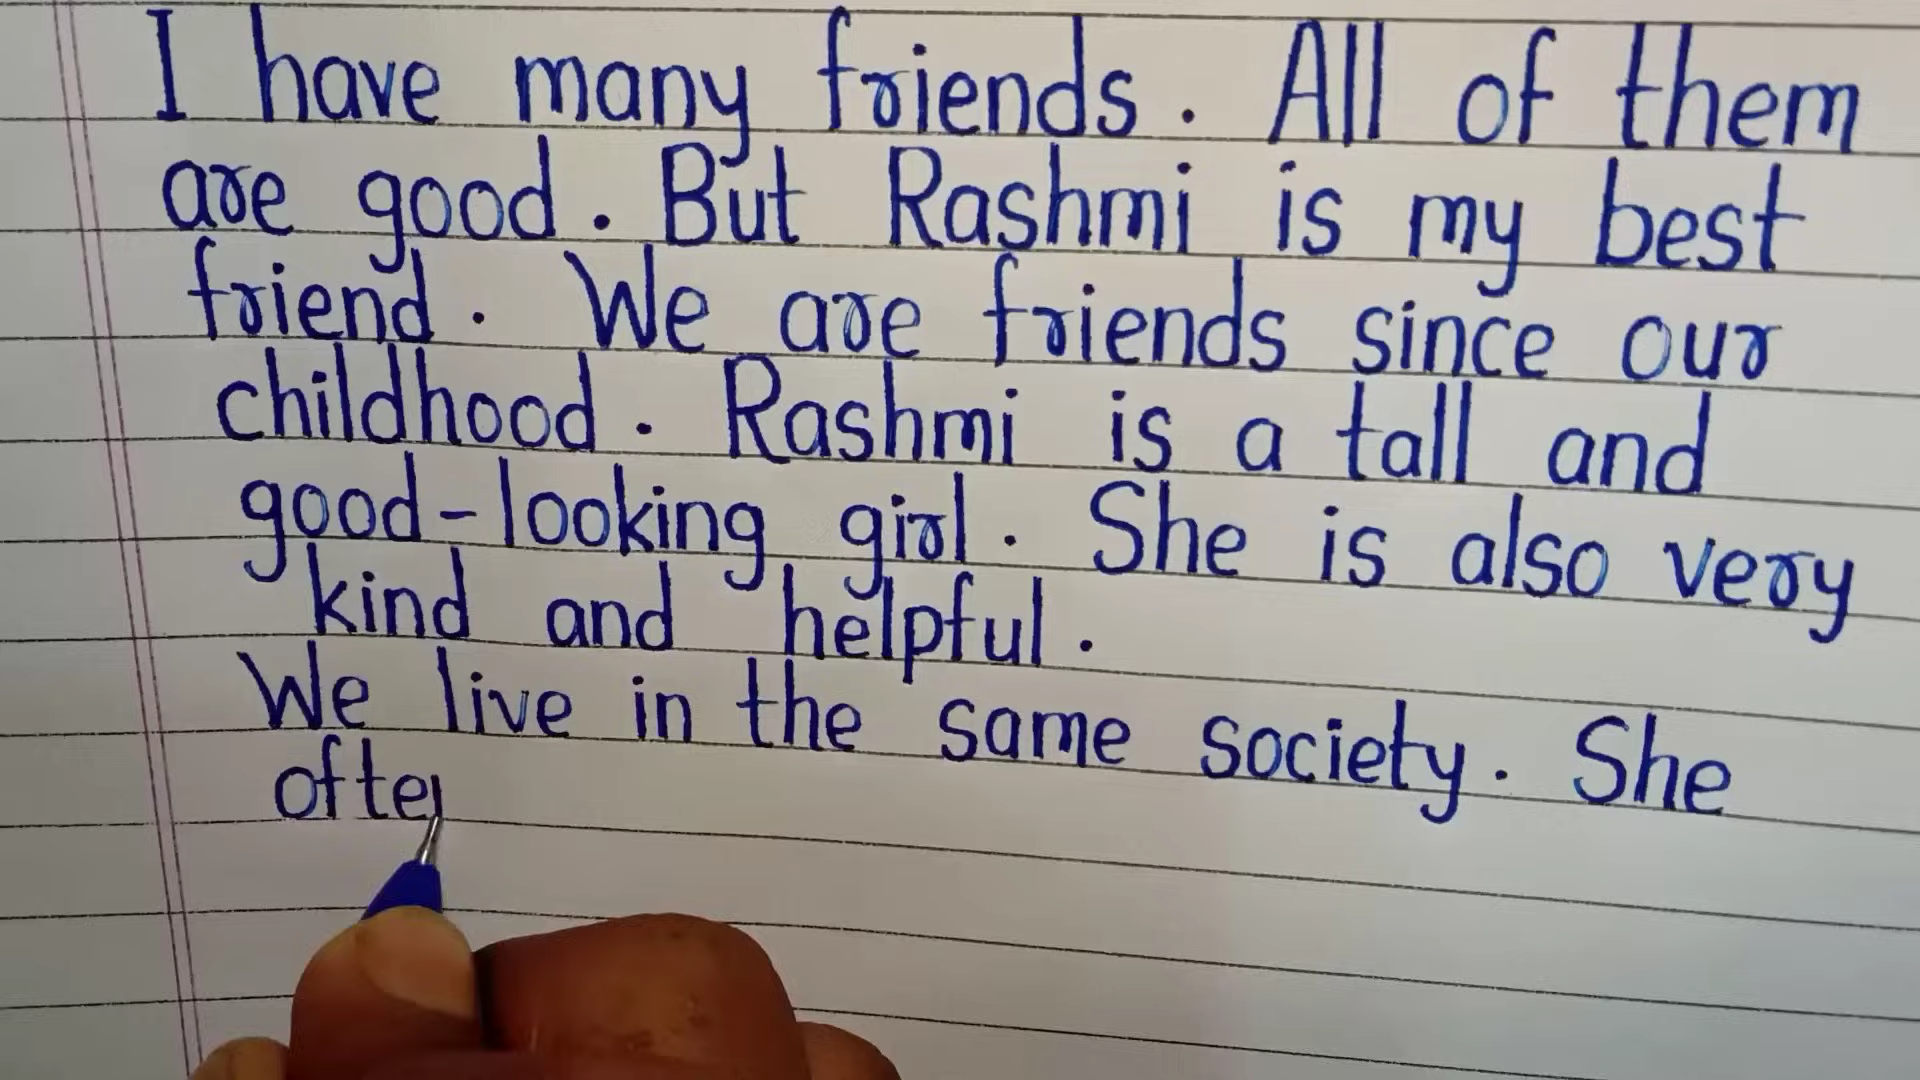 I have many friends. All of them
are good. But Rashmi is my best
friend. We are friends since our
childhood. Rashmi is a tall and
good-looking girl. She is also very
kind and helpful.
We live in the same society. She
ofte